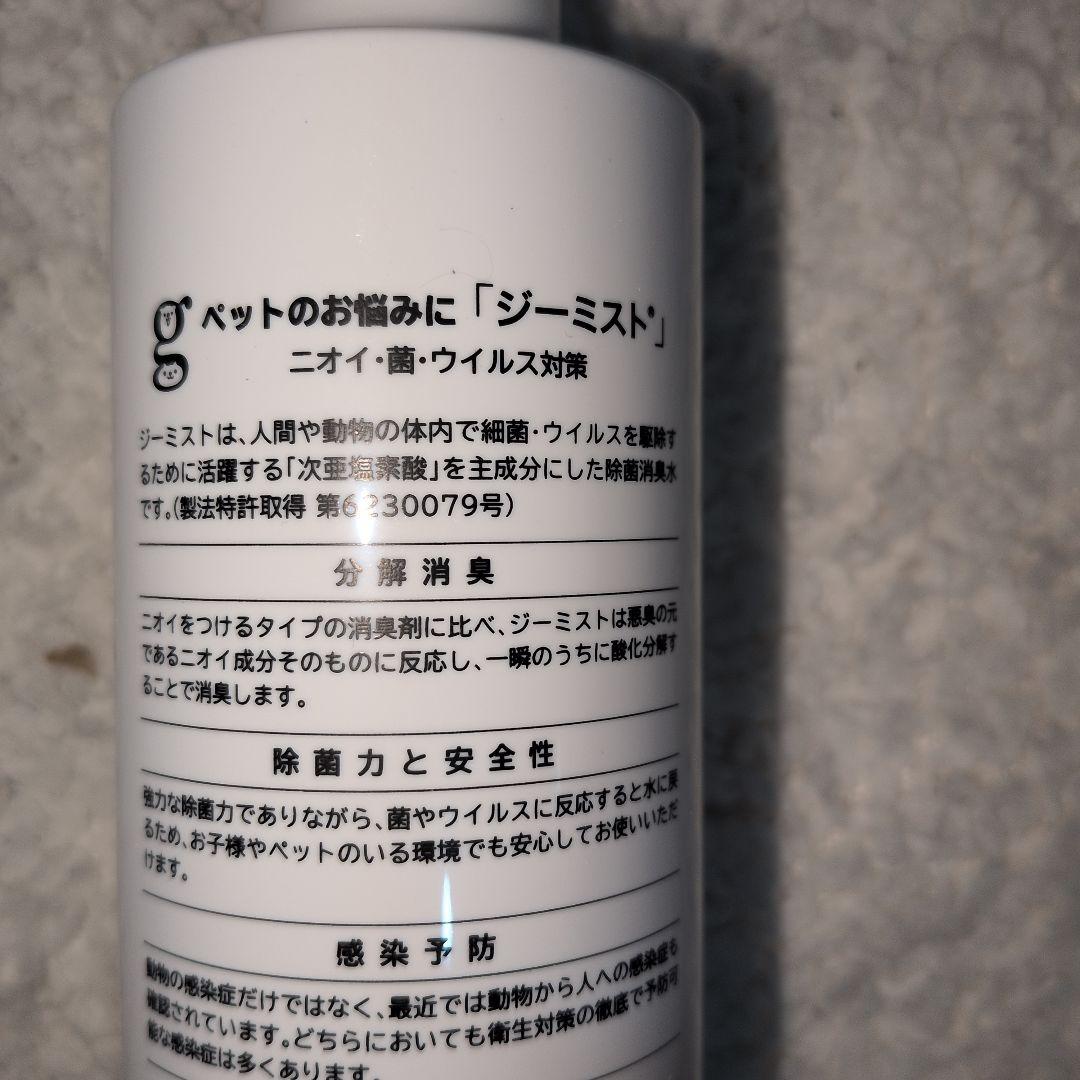 g ペットのお悩みに「ジーミスト®」
ニオイ・菌・ウイルス対策
ジーミストは、人間や動物の体内で細菌・ウイルスを駆除す
るために活躍する「次亜塩素酸」を主成分にした除菌消臭水
です。(製法特許取得 第6230079号)
分解消臭
ニオイをつけるタイプの消臭剤に比べ、ジーミストは悪臭の元
であるニオイ成分そのものに反応し、一瞬のうちに酸化分解す
ることで消臭します。
除菌力と安全性
強力な除菌力でありながら、菌やウイルスに反応すると水に戻
るため、お子様やペットのいる環境でも安心してお使いいただ
けます。
感染予防
動物の感染症だけではなく、最近では動物から人への感染症も
確認されています。どちらにおいても衛生対策の徹底で予防可
能な感染症は多くあります。